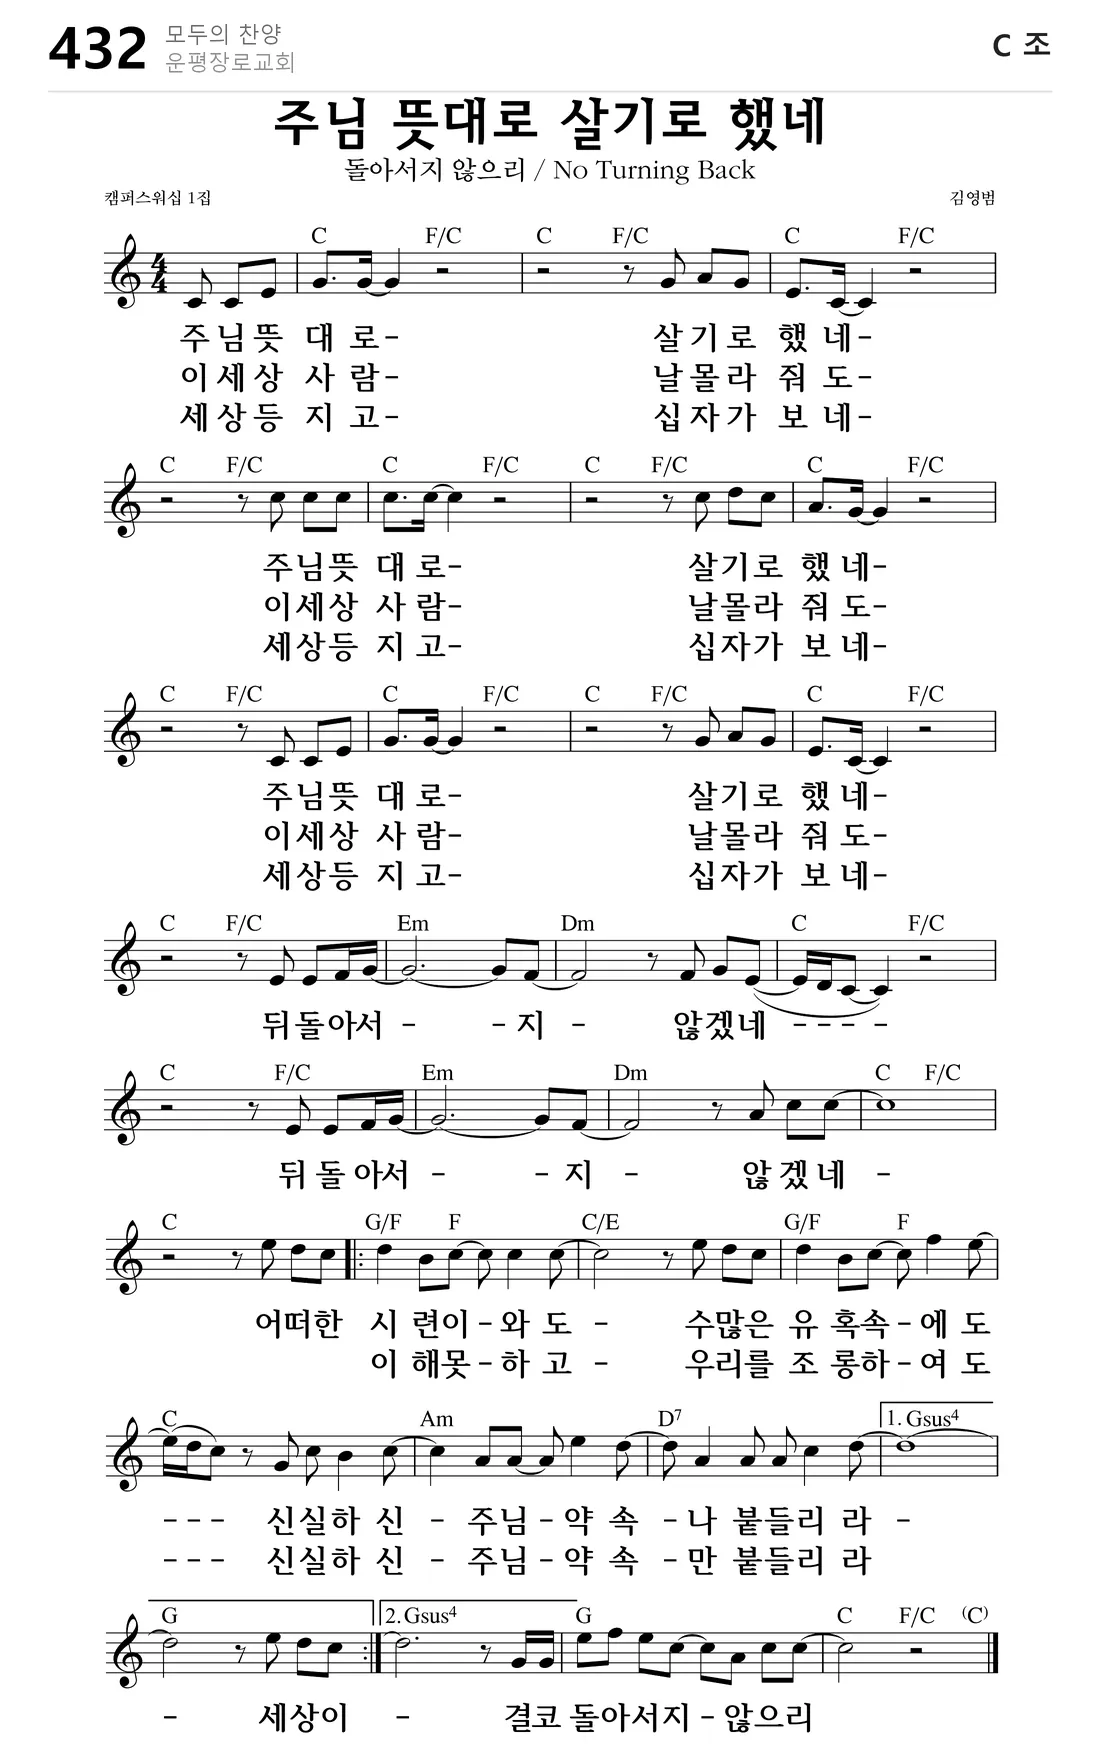 432 모두의 찬양
운평장로교회
C 조
주님 뜻대로 살기로 했네
돌아서지 않으리 / No Turning Back
캠퍼스워십 1집 김영범
C F/C C F/C C F/C
주님뜻 대 로- 살기로 했 네-
이세상 사 람- 날몰라 줘 도-
세상등 지 고- 십자가 보 네-
C F/C C F/C C F/C C F/C
주님뜻 대 로- 살기로 했 네-
이세상 사 람- 날몰라 줘 도-
세상등 지 고- 십자가 보 네-
C F/C C F/C C F/C C F/C
주님뜻 대 로- 살기로 했 네-
이세상 사 람- 날몰라 줘 도-
세상등 지 고- 십자가 보 네-
C F/C Em Dm C F/C
뒤돌아서 - - 지 - 않겠네 - - - -
C F/C Em Dm C F/C
뒤돌아서 - - 지 - 않겠네 -
C G/F F C/E G/F F
어떠한 시 련이 - 와 도 - 수많은 유 혹속 - 에 도
이 해못 - 하 고 - 우리를 조 롱하 - 여 도
C Am D7 1. Gsus4
- - - 신실하 신 - 주님 - 약 속 - 나 붙들리 라 -
- - - 신실하 신 - 주님 - 약 속 - 만 붙들리 라
G 2. Gsus4 G C F/C (C)
- 세상이 - 결코 돌아서지 - 않으리